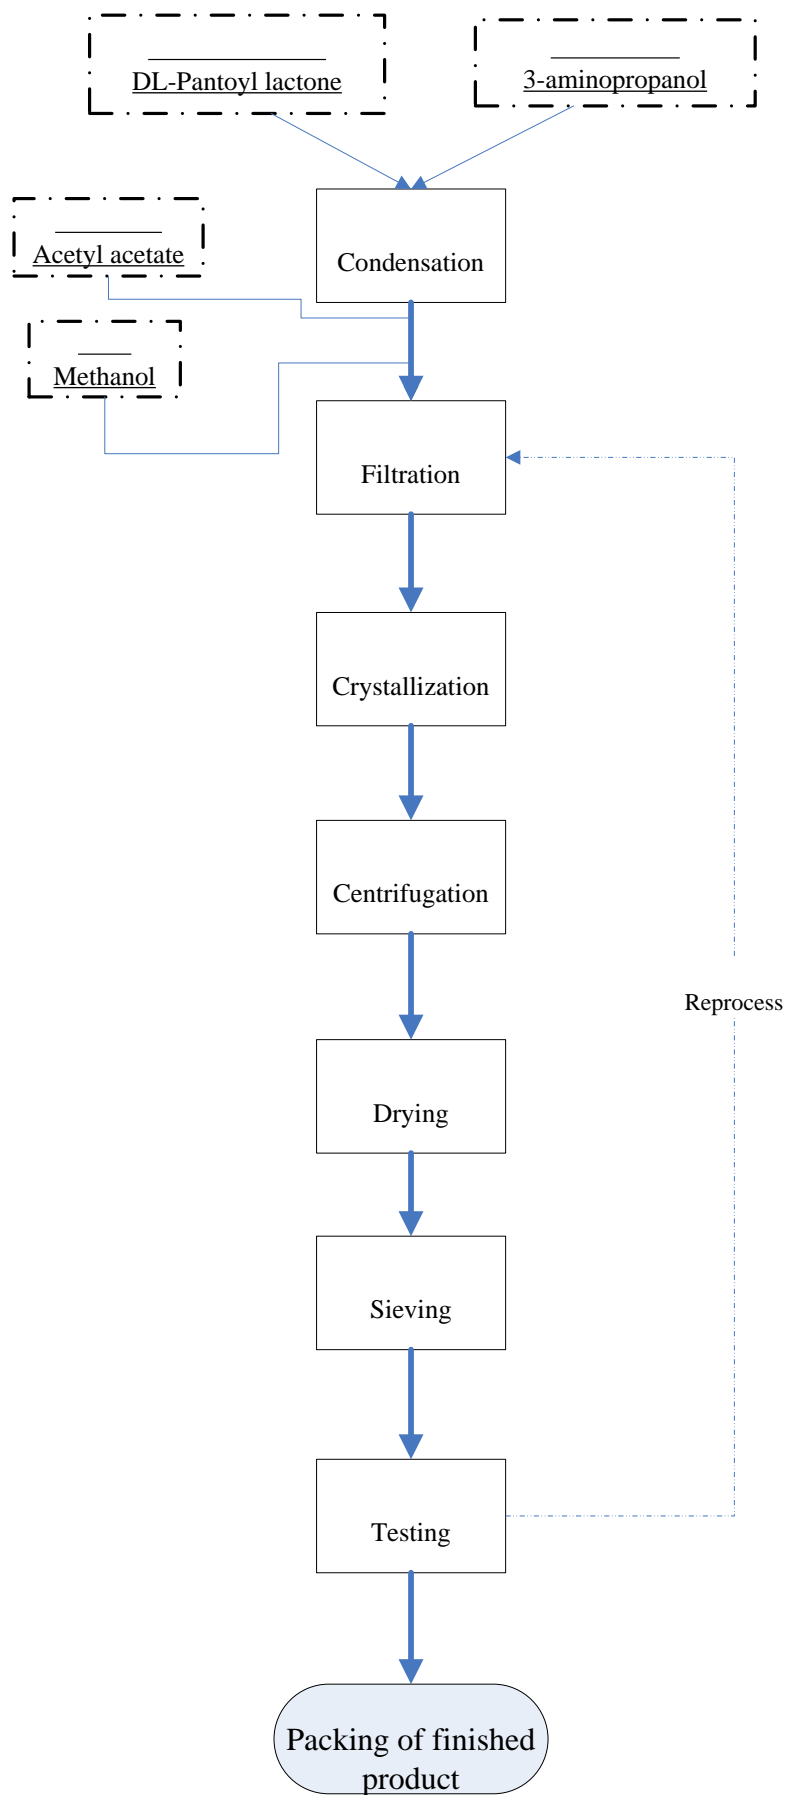 DL-Pantoyl lactone
3-aminopropanol
Acetyl acetate
Condensation
Methanol
Filtration
Crystallization
Centrifugation
Reprocess
Drying
Sieving
Testing
Packing of finished
product